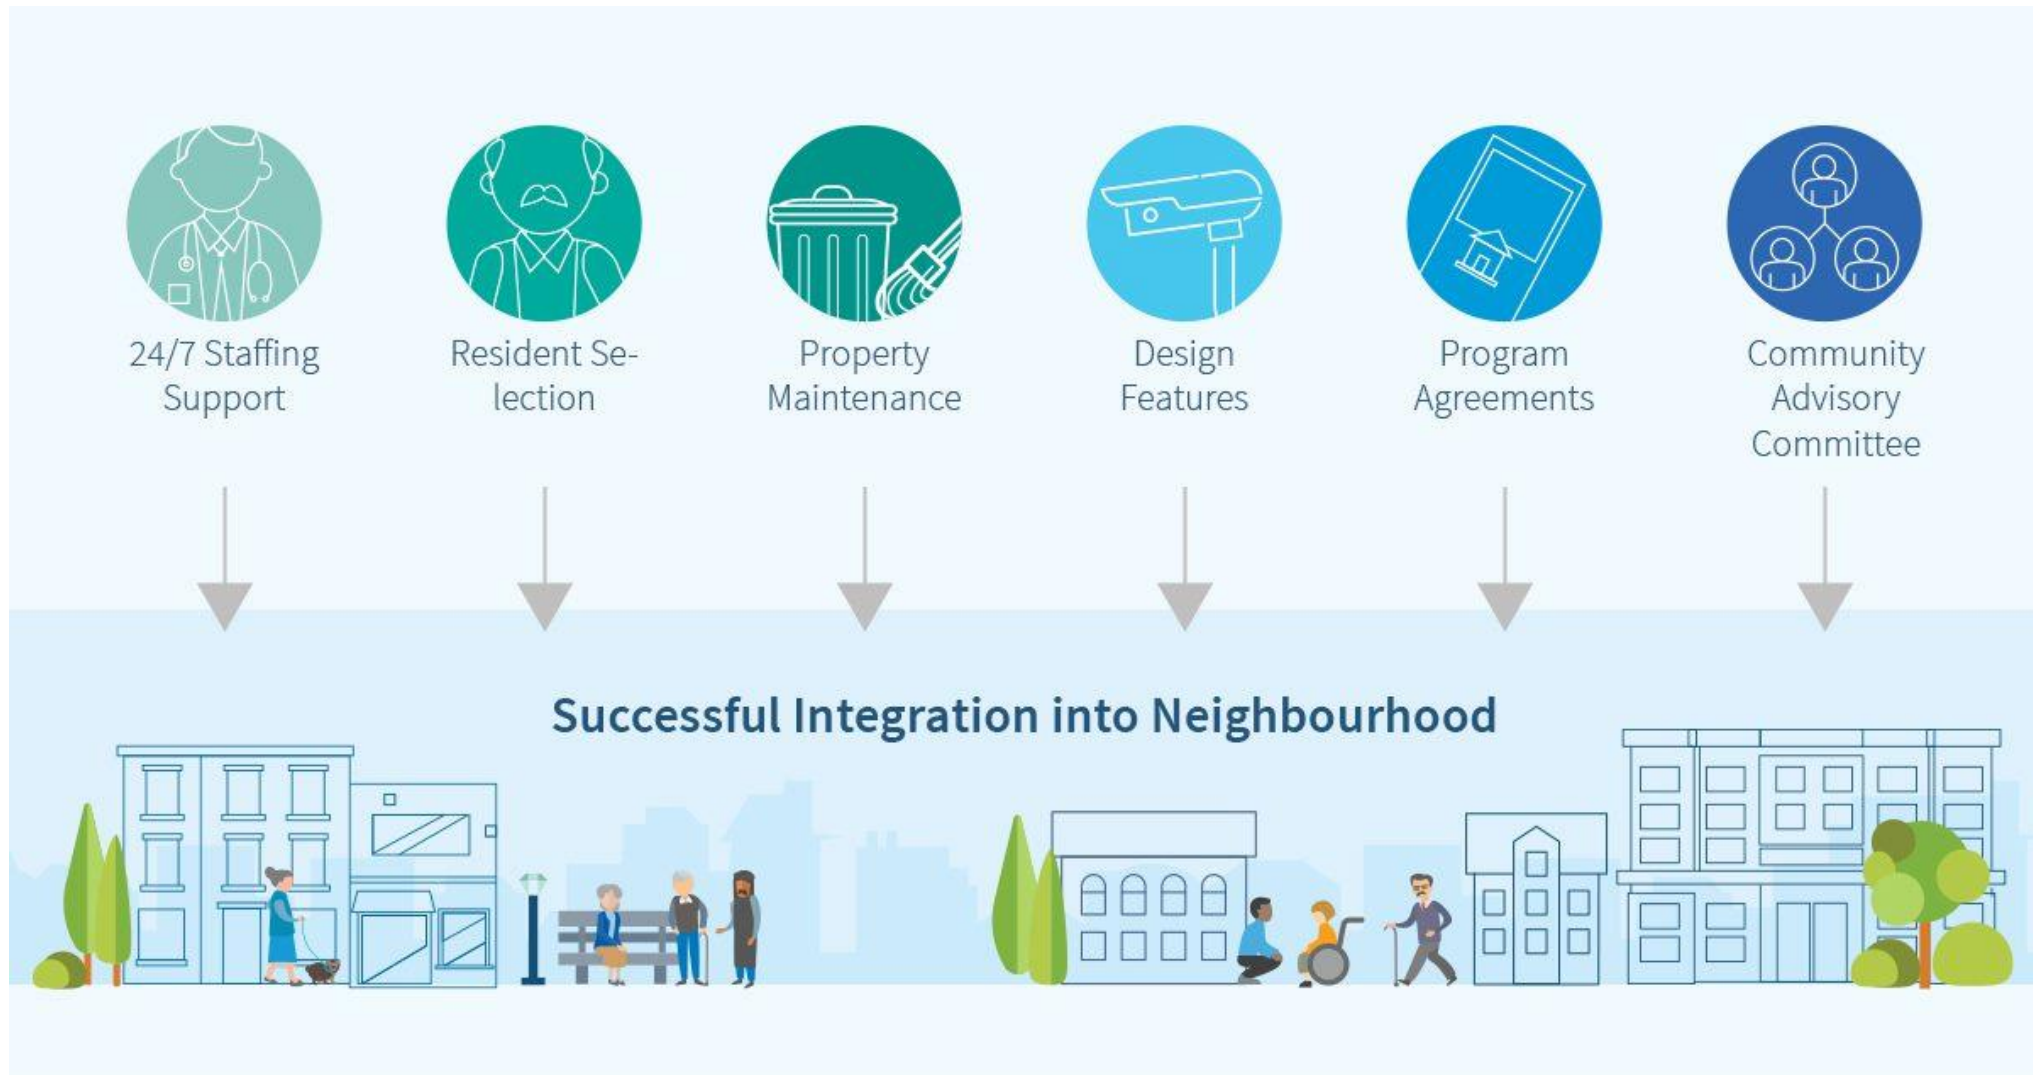 24/7 Staffing
Support
Resident Se-
lection
Property
Maintenance
Design
Features
Program
Agreements
Community
Advisory
Committee
Successful Integration into Neighbourhood